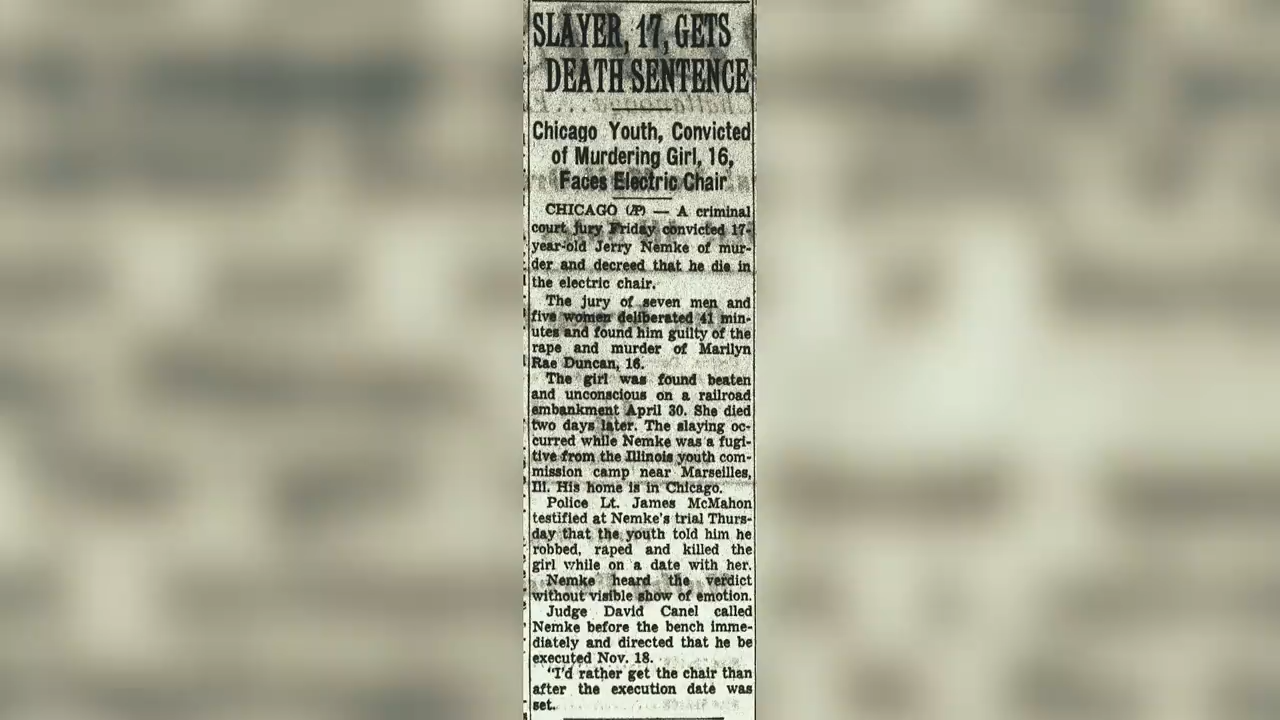 SLAYER, 17, GETS
DEATH SENTENCE
Chicago Youth, Convicted
of Murdering Girl, 16,
Faces Electric Chair
CHICAGO (AP) — A criminal
court jury Friday convicted 17-
year-old Jerry Nemke of mur-
der and decreed that he die in
the electric chair.
The jury of seven men and
five women deliberated 41 min-
utes and found him guilty of the
rape and murder of Marilyn
Rae Duncan, 16.
The girl was found beaten
and unconscious on a railroad
embankment April 30. She died
two days later. The slaying oc-
curred while Nemke was a fugi-
tive from the Illinois youth com-
mission camp near Marseilles,
Ill. His home is in Chicago.
Police Lt. James McMahon
testified at Nemke's trial Thurs-
day that the youth told him he
robbed, raped and killed the
girl while on a date with her.
Nemke heard the verdict
without visible show of emotion.
Judge David Canel called
Nemke before the bench imme-
diately and directed that he be
executed Nov. 18.
"I'd rather get the chair than
after the execution date was
set.